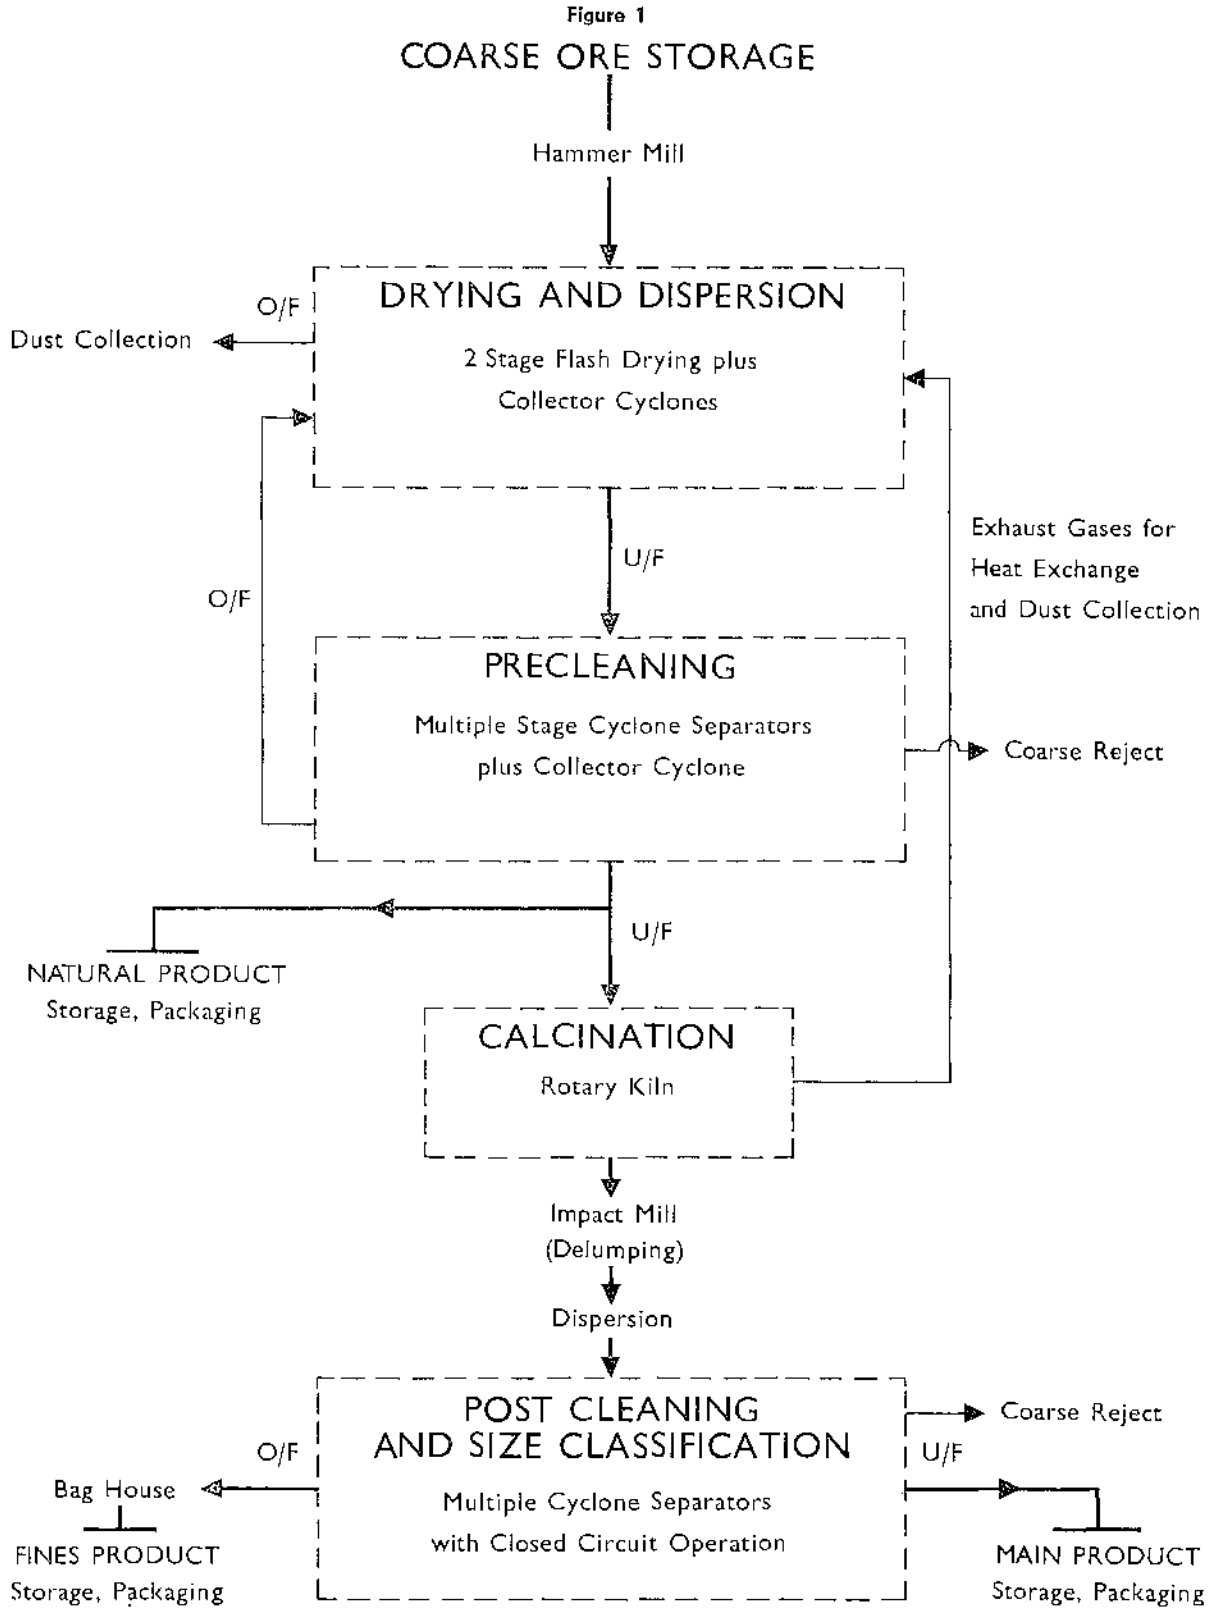 Figure 1
COARSE ORE STORAGE
Hammer Mill
DRYING AND DISPERSION
O/F
Dust Collection
2 Stage Flash Drying plus
Collector Cyclones
Exhaust Gases for
Heat Exchange
and Dust Collection
U/F
O/F
PRECLEANING
Multiple Stage Cyclone Separators
plus Collector Cyclone
Coarse Reject
U/F
NATURAL PRODUCT
Storage, Packaging
CALCINATION
Rotary Kiln
Impact Mill
(Delumping)
Dispersion
POST CLEANING
AND SIZE CLASSIFICATION
Coarse Reject
O/F
U/F
Bag House
Multiple Cyclone Separators
with Closed Circuit Operation
FINES PRODUCT
Storage, Packaging
MAIN PRODUCT
Storage, Packaging